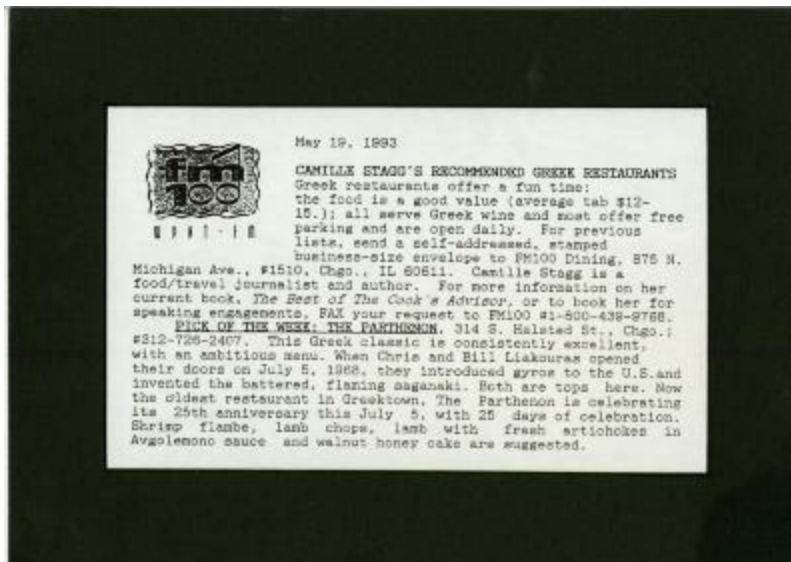 May 19, 1993
fm
100
WPNT-FM
CAMILLE STAGG'S RECOMMENDED GREEK RESTAURANTS
Greek restaurants offer a fun time:
the food is a good value (average tab $12-
15.); all serve Greek wine and most offer free
parking and are open daily. For previous
lists, send a self-addressed, stamped
business-size envelope to FM100 Dining, 875 N.
Michigan Ave., #1510, Chgo., IL 60611. Camille Stagg is a
food/travel journalist and author. For more information on her
current book, The Best of The Cook's Advisor, or to book her for
speaking engagements, FAX your request to FM100 #1-800-439-9768.
PICK OF THE WEEK: THE PARTHENON, 314 S. Halsted St., Chgo.;
#312-726-2407. This Greek classic is consistently excellent,
with an ambitious menu. When Chris and Bill Liakouras opened
their doors on July 5, 1968, they introduced gyros to the U.S.and
invented the battered, flaming saganaki. Both are tops here. Now
the oldest restaurant in Greektown, The Parthenon is celebrating
its 25th anniversary this July 5, with 25 days of celebration.
Shrimp flambe, lamb chops, lamb with fresh artichokes in
Avgolemono sauce and walnut honey cake are suggested.